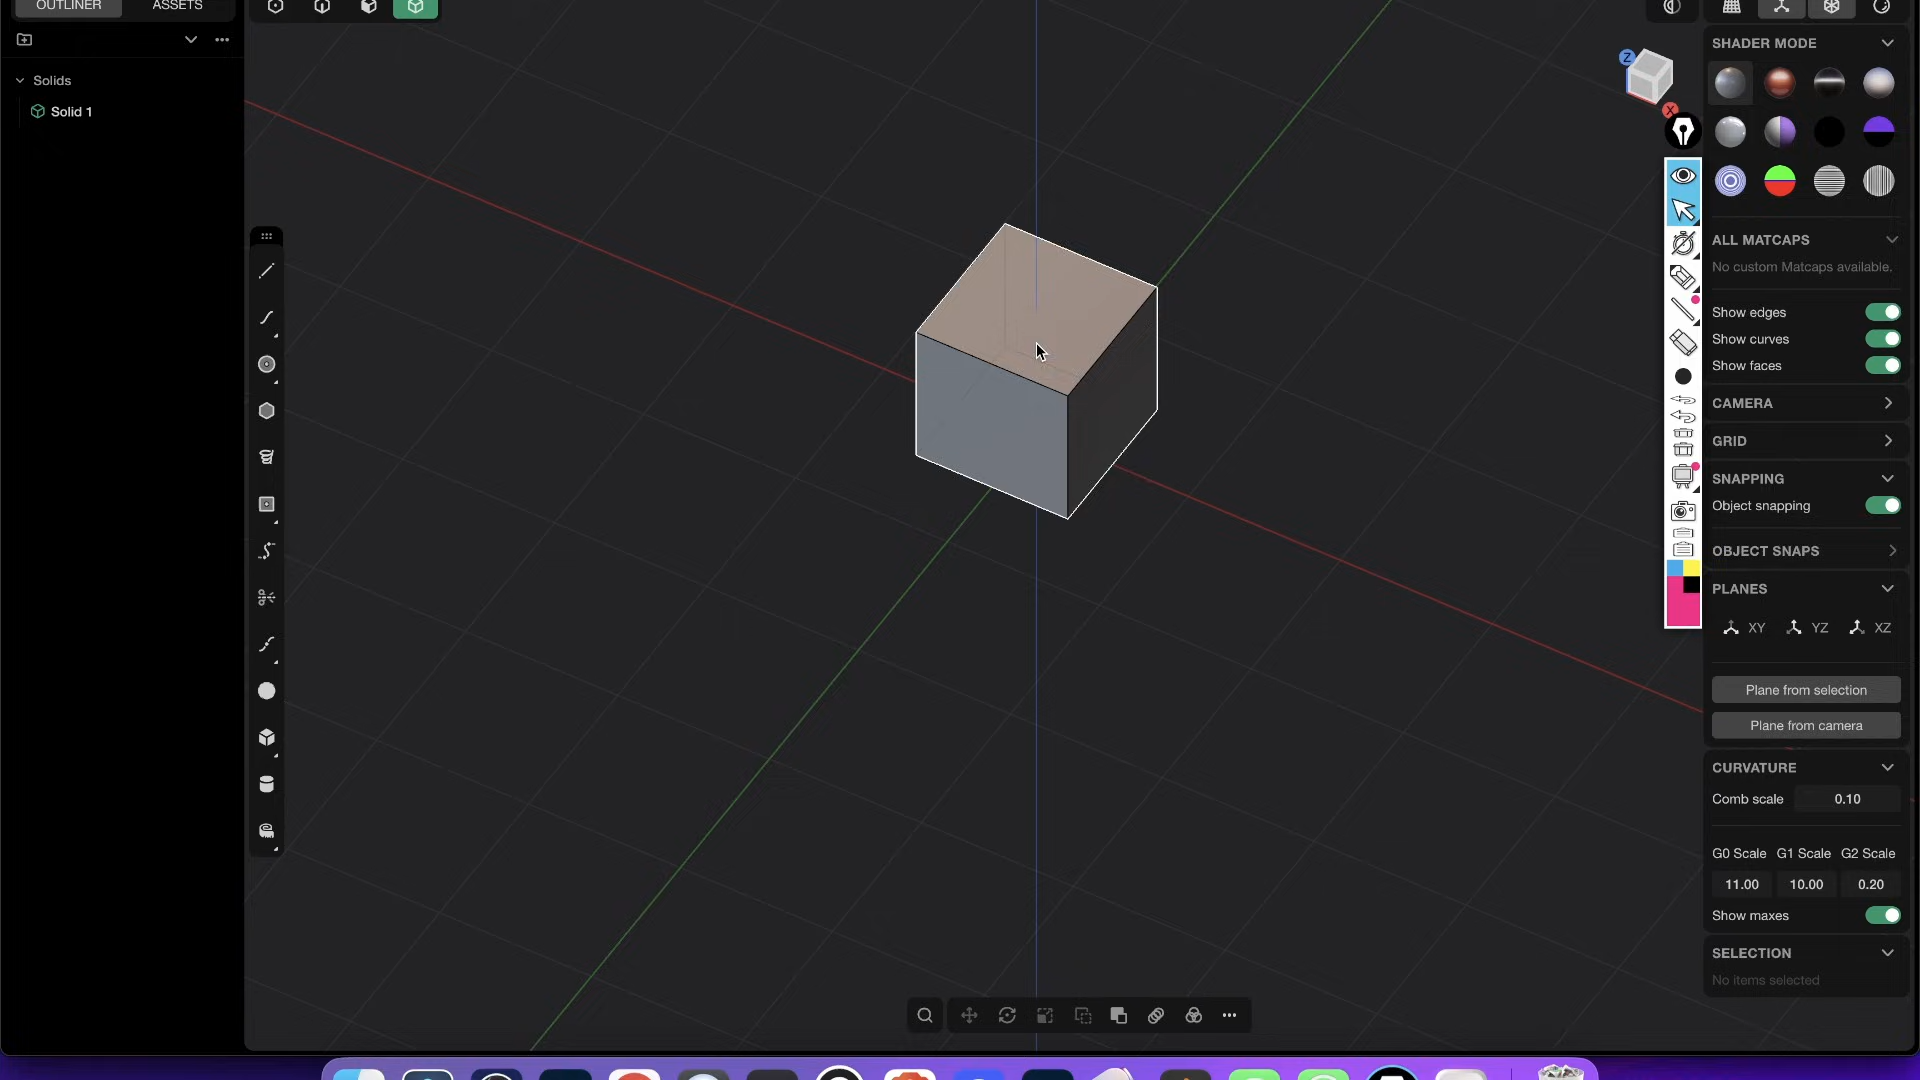 OUTLINER ASSETS
Solids
Solid 1
Z
X
SHADER MODE
ALL MATCAPS
No custom Matcaps available.
Show edges
Show curves
Show faces
CAMERA
GRID
SNAPPING
Object snapping
OBJECT SNAPS
PLANES
XY YZ XZ
Plane from selection
Plane from camera
CURVATURE
Comb scale 0.10
G0 Scale G1 Scale G2 Scale
11.00 10.00 0.20
Show maxes
SELECTION
No items selected